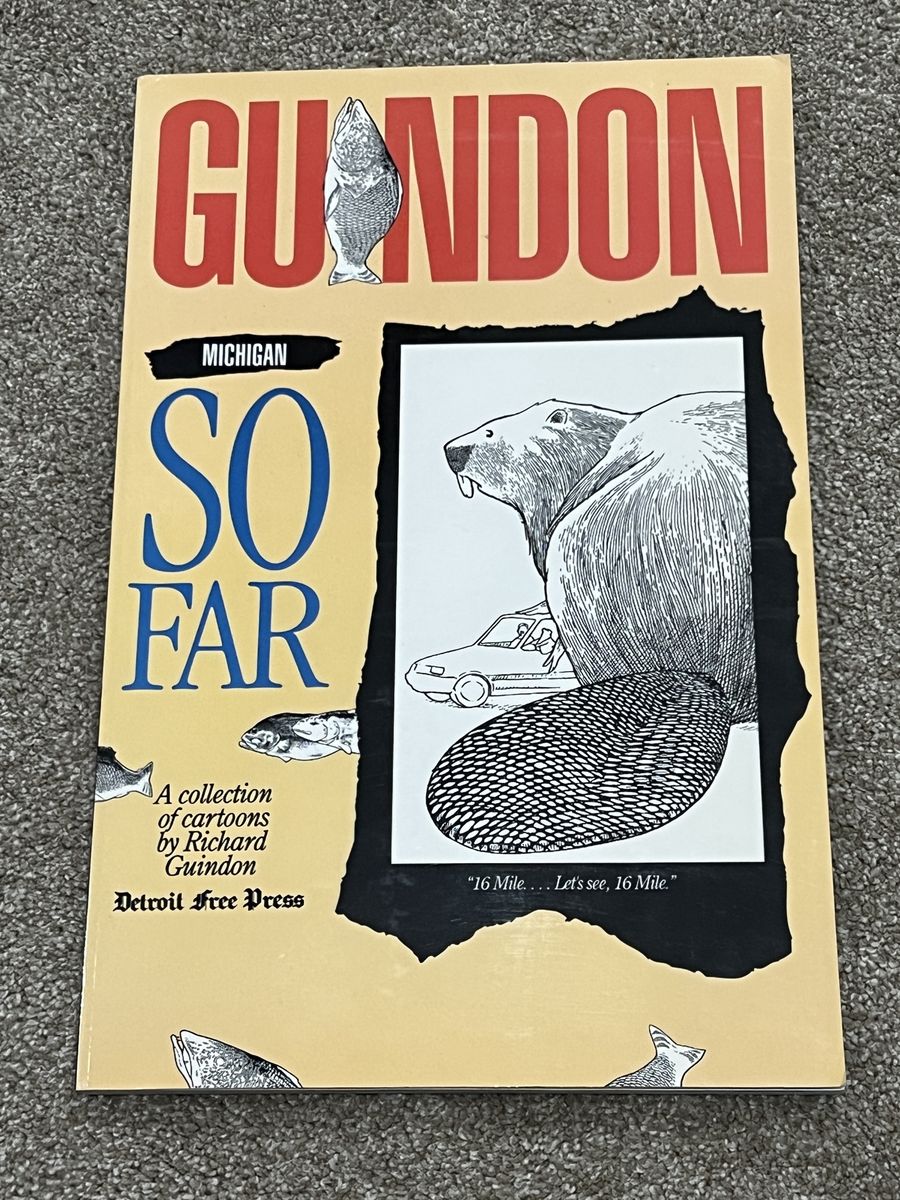 GUINDON
MICHIGAN
SO
FAR
A collection
of cartoons
by Richard
Guindon
Detroit Free Press
“16 Mile. . . . Let's see, 16 Mile.”